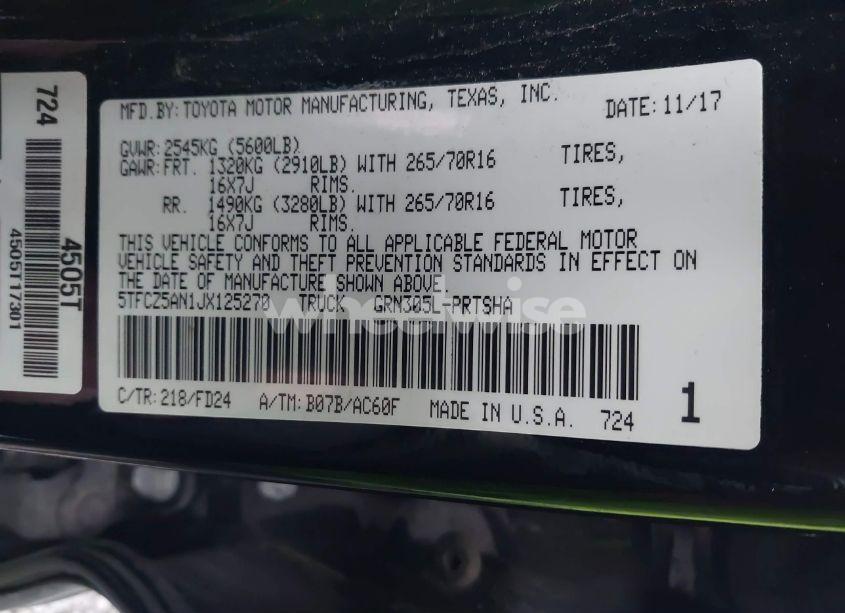 MFD.BY:TOYOTA MOTOR MANUFACTURING, TEXAS, INC. DATE:11/17
GVWR:2545KG (5600LB)
GAWR:FRT. 1320KG (2910LB) WITH 265/70R16 TIRES,
16X7J RIMS.
RR. 1490KG (3280LB) WITH 265/70R16 TIRES,
16X7J RIMS.
THIS VEHICLE CONFORMS TO ALL APPLICABLE FEDERAL MOTOR
VEHICLE SAFETY AND THEFT PREVENTION STANDARDS IN EFFECT ON
THE DATE OF MANUFACTURE SHOWN ABOVE.
5TFCZ5AN1JX125270 TRUCK GRN305L-PRTSHA
C/TR:218/FD24 A/TM:B07B/AC60F MADE IN U.S.A. 724
1
724
4505T
4505117301
wheelwise